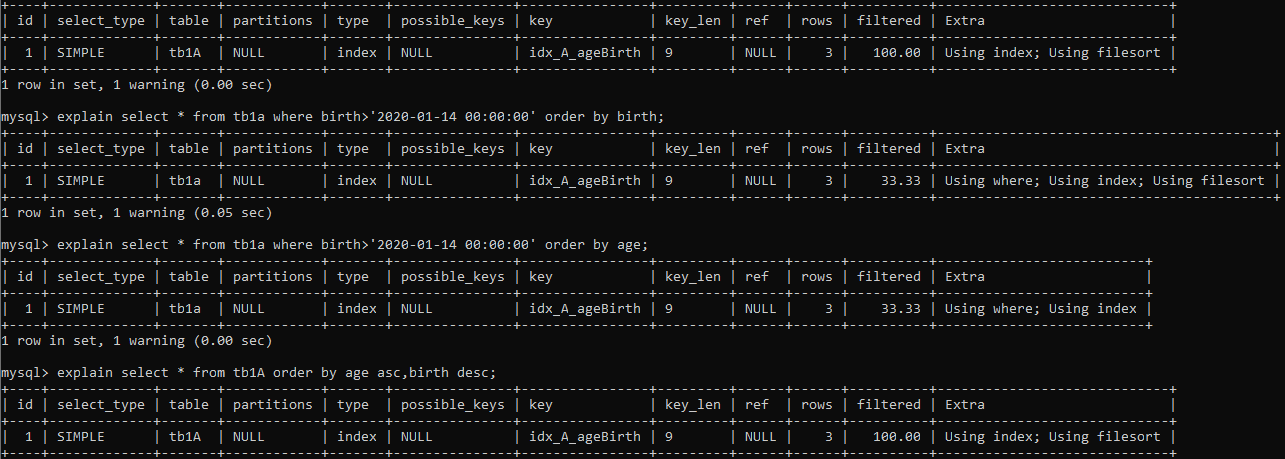 +----+-------------+-------+------------+-------+---------------+----------------+---------+------+------+----------+-----------------------------+
| id | select_type | table | partitions | type  | possible_keys | key            | key_len | ref  | rows | filtered | Extra                       |
+----+-------------+-------+------------+-------+---------------+----------------+---------+------+------+----------+-----------------------------+
|  1 | SIMPLE      | tb1A  | NULL       | index | NULL          | idx_A_ageBirth | 9       | NULL |    3 |   100.00 | Using index; Using filesort |
+----+-------------+-------+------------+-------+---------------+----------------+---------+------+------+----------+-----------------------------+
1 row in set, 1 warning (0.00 sec)
mysql> explain select * from tb1a where birth>'2020-01-14 00:00:00' order by birth;
+----+-------------+-------+------------+-------+---------------+----------------+---------+------+------+----------+------------------------------------------+
| id | select_type | table | partitions | type  | possible_keys | key            | key_len | ref  | rows | filtered | Extra                                    |
+----+-------------+-------+------------+-------+---------------+----------------+---------+------+------+----------+------------------------------------------+
|  1 | SIMPLE      | tb1a  | NULL       | index | NULL          | idx_A_ageBirth | 9       | NULL |    3 |    33.33 | Using where; Using index; Using filesort |
+----+-------------+-------+------------+-------+---------------+----------------+---------+------+------+----------+------------------------------------------+
1 row in set, 1 warning (0.05 sec)
mysql> explain select * from tb1a where birth>'2020-01-14 00:00:00' order by age;
+----+-------------+-------+------------+-------+---------------+----------------+---------+------+------+----------+--------------------------+
| id | select_type | table | partitions | type  | possible_keys | key            | key_len | ref  | rows | filtered | Extra                    |
+----+-------------+-------+------------+-------+---------------+----------------+---------+------+------+----------+--------------------------+
|  1 | SIMPLE      | tb1a  | NULL       | index | NULL          | idx_A_ageBirth | 9       | NULL |    3 |    33.33 | Using where; Using index |
+----+-------------+-------+------------+-------+---------------+----------------+---------+------+------+----------+--------------------------+
1 row in set, 1 warning (0.00 sec)
mysql> explain select * from tb1A order by age asc,birth desc;
+----+-------------+-------+------------+-------+---------------+----------------+---------+------+------+----------+-----------------------------+
| id | select_type | table | partitions | type  | possible_keys | key            | key_len | ref  | rows | filtered | Extra                       |
+----+-------------+-------+------------+-------+---------------+----------------+---------+------+------+----------+-----------------------------+
|  1 | SIMPLE      | tb1A  | NULL       | index | NULL          | idx_A_ageBirth | 9       | NULL |    3 |   100.00 | Using index; Using filesort |
+----+-------------+-------+------------+-------+---------------+----------------+---------+------+------+----------+-----------------------------+